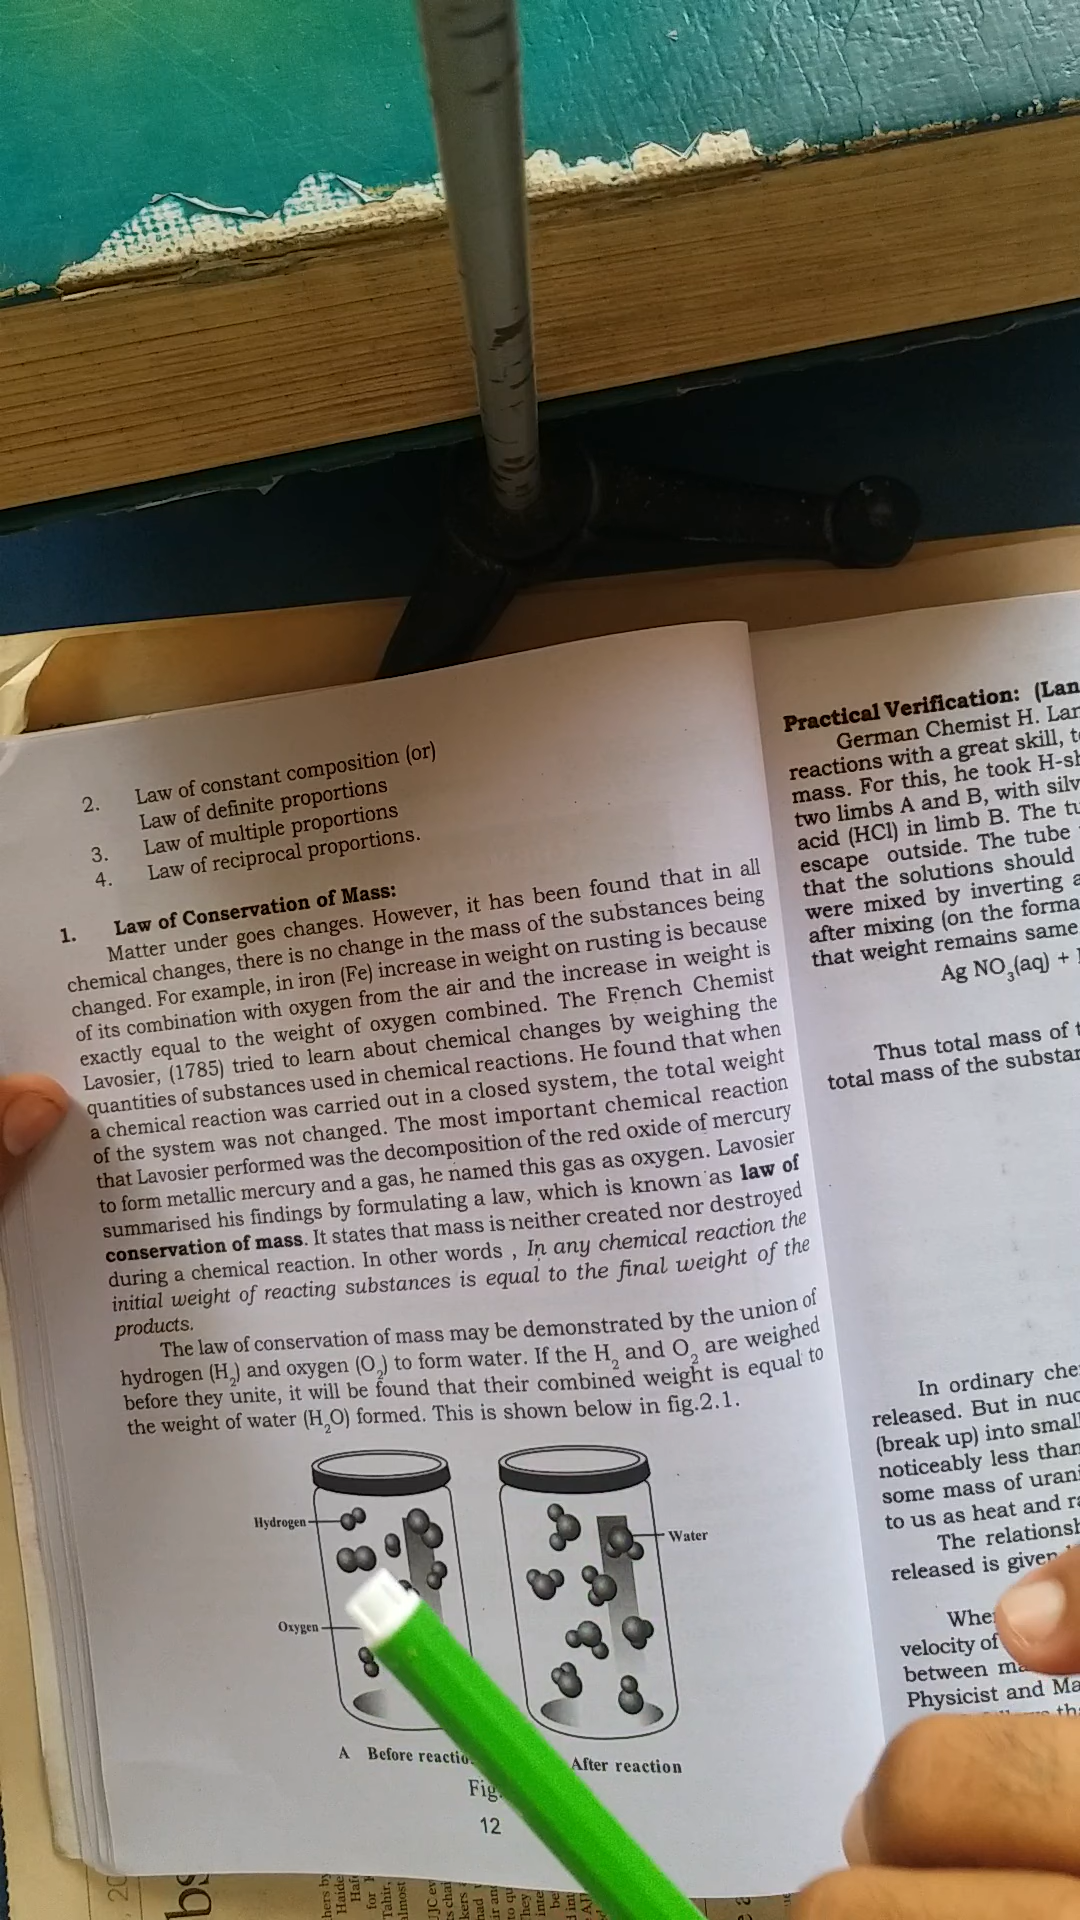 2. Law of constant composition (or)
Law of definite proportions
3. Law of multiple proportions
4. Law of reciprocal proportions.
1. Law of Conservation of Mass:
Matter under goes changes. However, it has been found that in all
chemical changes, there is no change in the mass of the substances being
changed. For example, in iron (Fe) increase in weight on rusting is because
of its combination with oxygen from the air and the increase in weight is
exactly equal to the weight of oxygen combined. The French Chemist
Lavosier, (1785) tried to learn about chemical changes by weighing the
quantities of substances used in chemical reactions. He found that when
a chemical reaction was carried out in a closed system, the total weight
of the system was not changed. The most important chemical reaction
that Lavosier performed was the decomposition of the red oxide of mercury
to form metallic mercury and a gas, he named this gas as oxygen. Lavosier
summarised his findings by formulating a law, which is known as law of
conservation of mass. It states that mass is neither created nor destroyed
during a chemical reaction. In other words , In any chemical reaction the
initial weight of reacting substances is equal to the final weight of the
products.
The law of conservation of mass may be demonstrated by the union of
hydrogen (H₂) and oxygen (O₂) to form water. If the H₂ and O₂ are weighed
before they unite, it will be found that their combined weight is equal to
the weight of water (H₂O) formed. This is shown below in fig.2.1.
Hydrogen
Water
Oxygen
A Before
After reaction
Fig.
12
Practical Verification: (Lan
German Chemist H. Lan
reactions with a great skill, t
mass. For this, he took H-sh
two limbs A and B, with silv
acid (HCl) in limb B. The tu
escape outside. The tube
that the solutions should
were mixed by inverting a
after mixing (on the forma
that weight remains same
Ag NO₃(aq) +
Thus total mass of t
total mass of the substan
In ordinary che
released. But in nuc
(break up) into small
noticeably less than
some mass of urani
to us as heat and ra
The relationsh
released is given
Whe
velocity of
between ma
Physicist and Ma